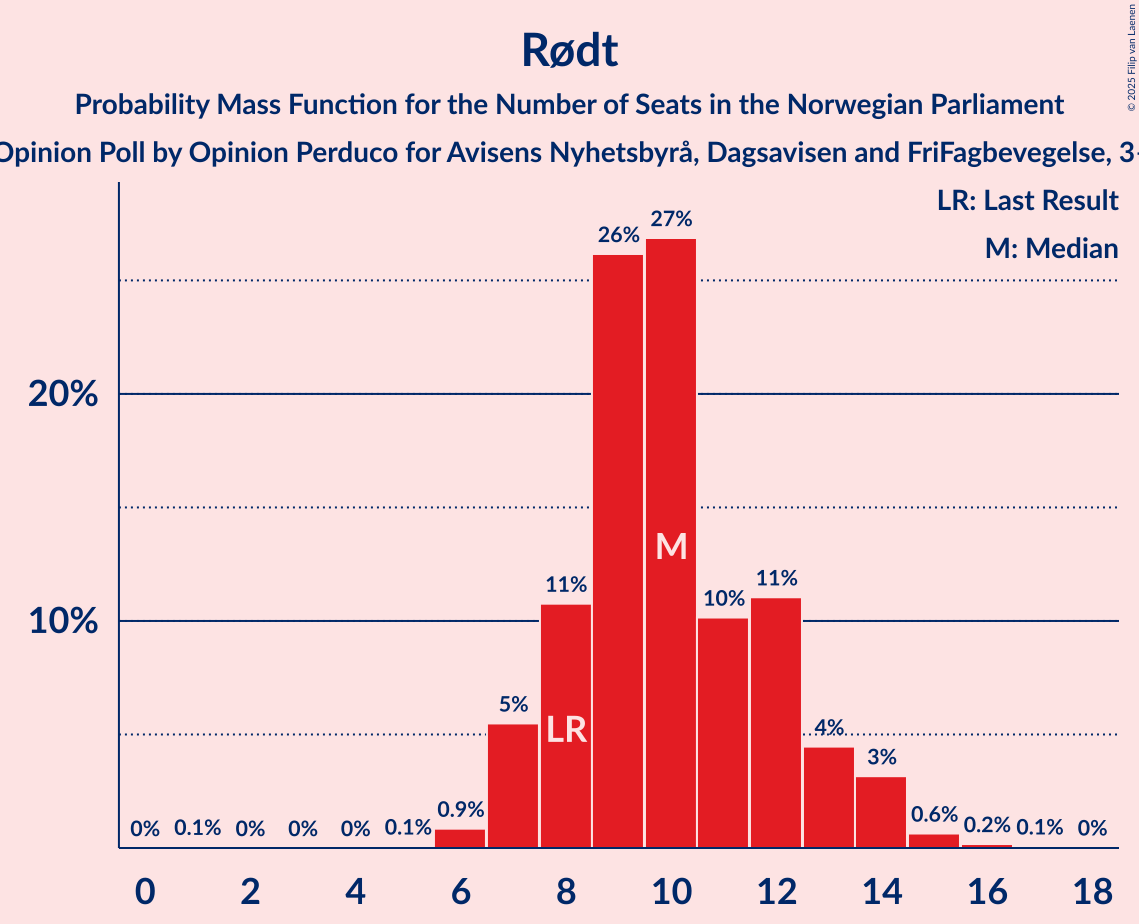 © 2025 Filip van Laenen
Rødt
Probability Mass Function for the Number of Seats in the Norwegian Parliament
Opinion Poll by Opinion Perduco for Avisens Nyhetsbyrå, Dagsavisen and FriFagbevegelse, 3-
LR: Last Result
M: Median
20%
10%
0% 0.1% 0% 0% 0% 0.1% 0.9% 5% 11% 26% 27% 10% 11% 4% 3% 0.6% 0.2% 0.1% 0%
LR M
0 2 4 6 8 10 12 14 16 18